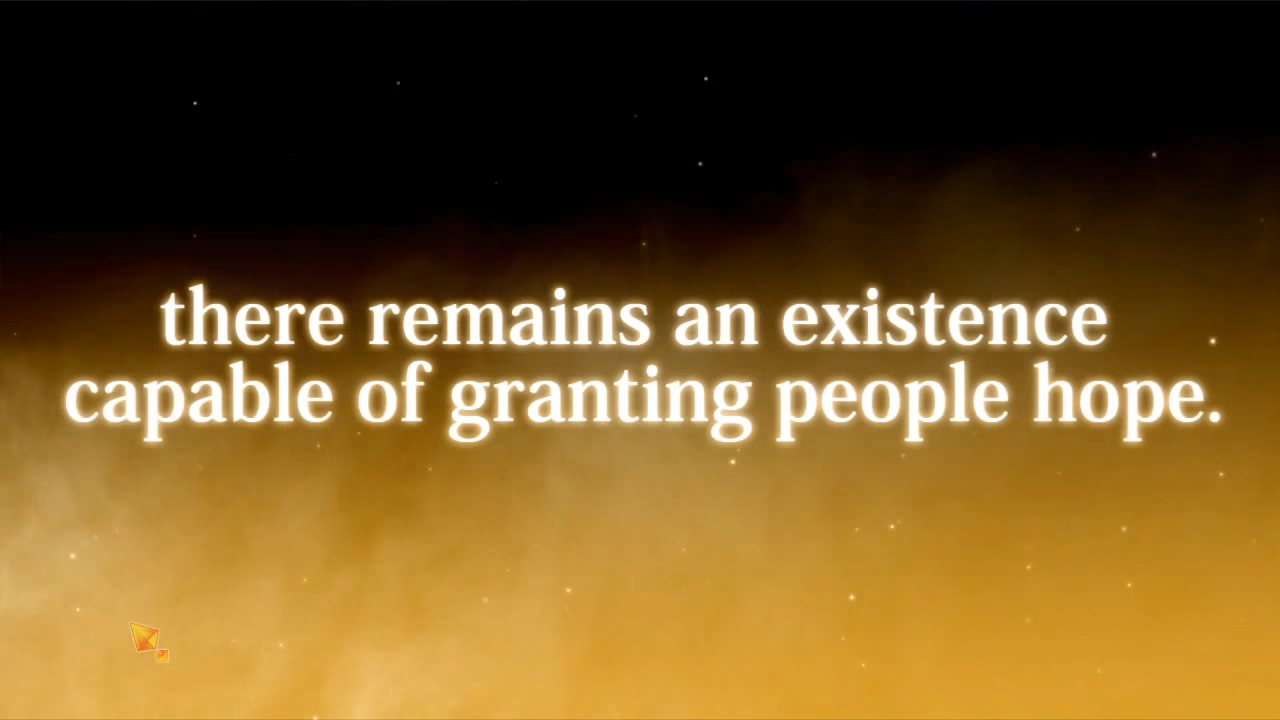 there remains an existence
capable of granting people hope.